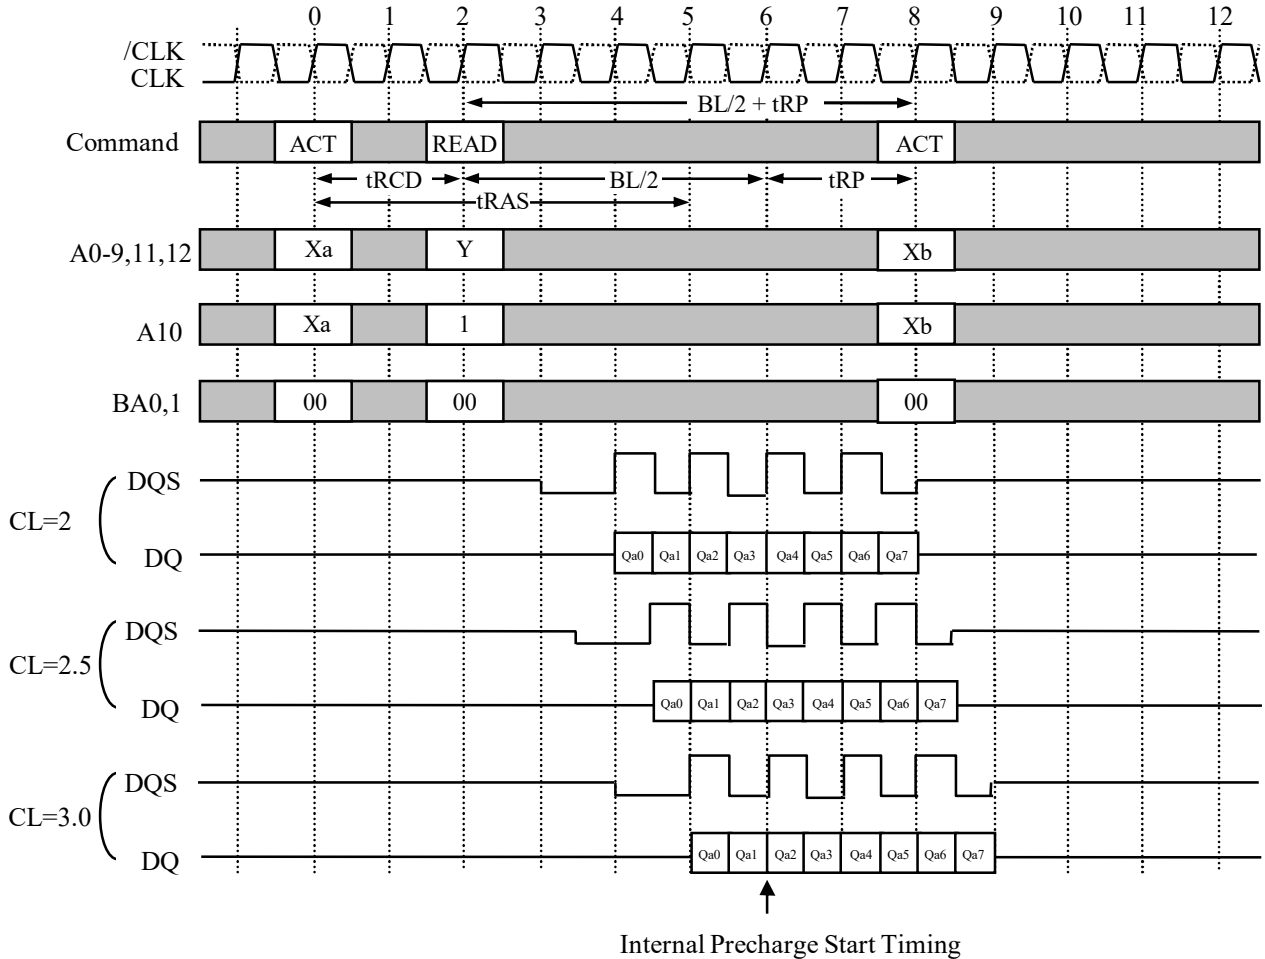 0 1 2 3 4 5 6 7 8 9 10 11 12
/CLK
CLK
BL/2 + tRP
Command ACT READ ACT
tRCD BL/2 tRP
tRAS
A0-9,11,12 Xa Y Xb
A10 Xa 1 Xb
BA0,1 00 00 00
DQS
CL=2
DQ Qa0 Qa1 Qa2 Qa3 Qa4 Qa5 Qa6 Qa7
DQS
CL=2.5
DQ Qa0 Qa1 Qa2 Qa3 Qa4 Qa5 Qa6 Qa7
DQS
CL=3.0
DQ Qa0 Qa1 Qa2 Qa3 Qa4 Qa5 Qa6 Qa7
Internal Precharge Start Timing